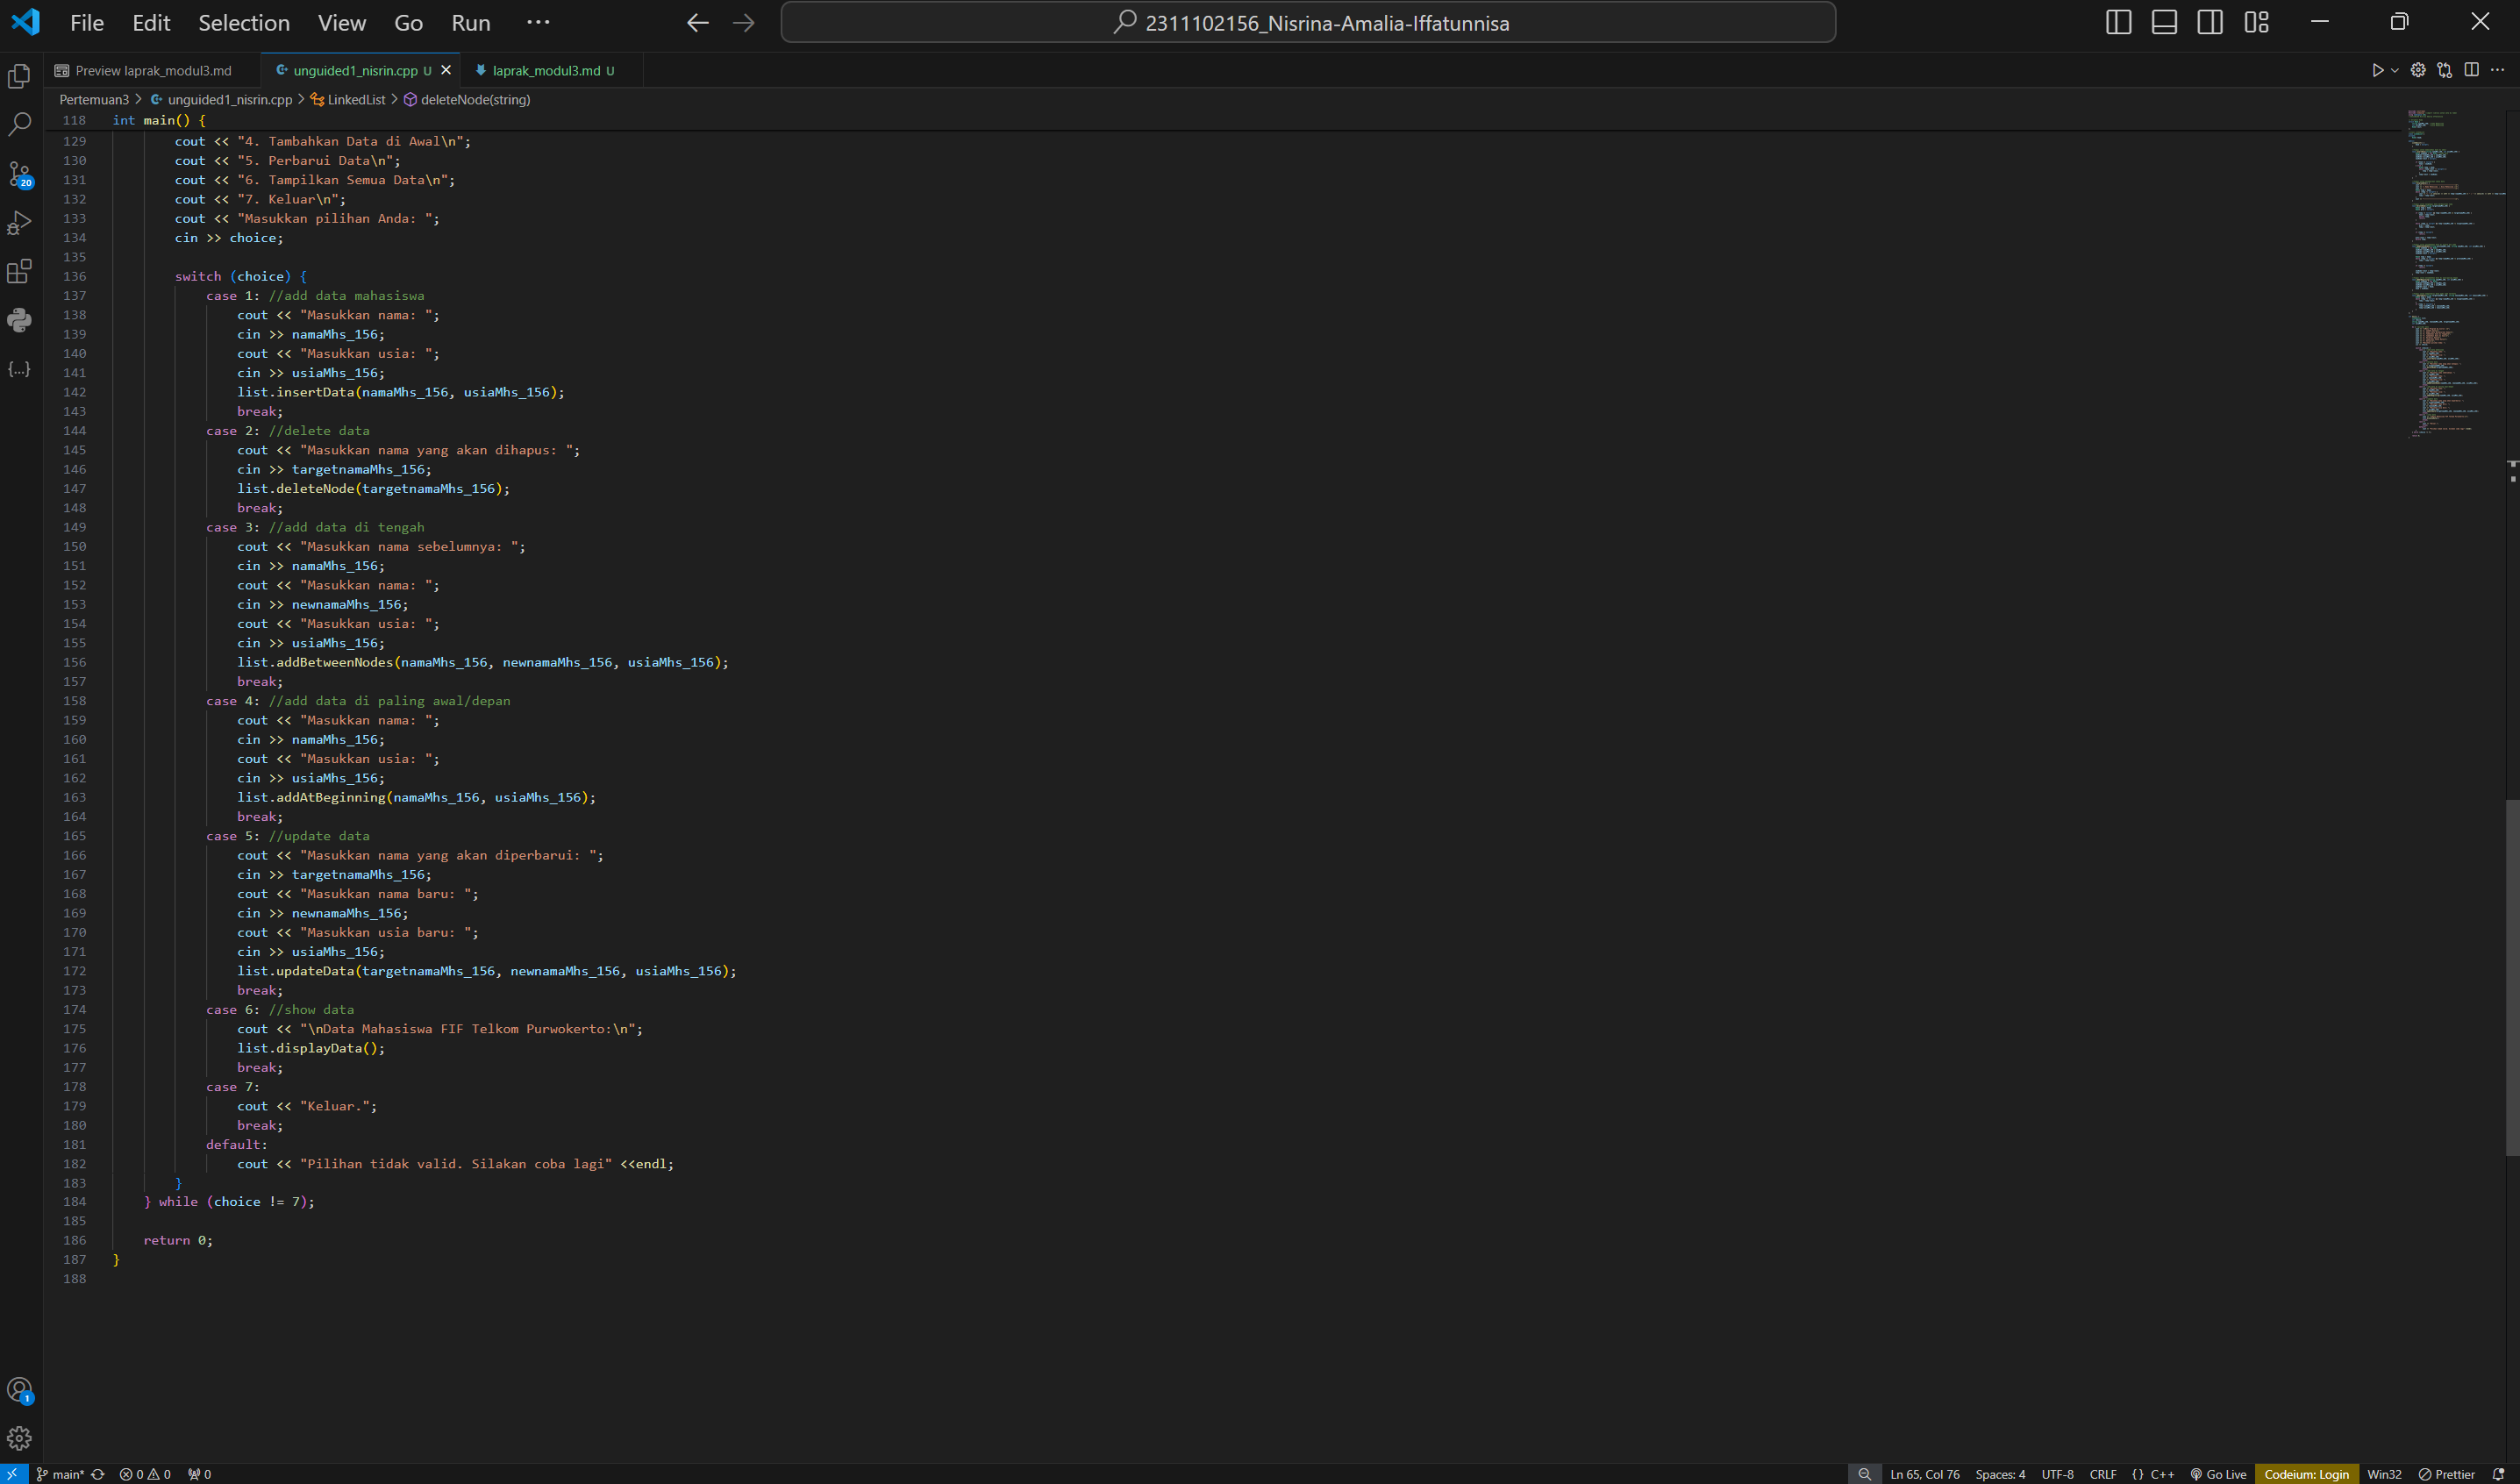 File Edit Selection View Go Run ··· 2311102156_Nisrina-Amalia-Iffatunnisa
Preview laprak_modul3.md unguided1_nisrin.cpp U laprak_modul3.md U
Pertemuan3 > unguided1_nisrin.cpp > LinkedList > deleteNode(string)
118 int main() {
129 cout << "4. Tambahkan Data di Awal\n";
130 cout << "5. Perbarui Data\n";
131 cout << "6. Tampilkan Semua Data\n";
132 cout << "7. Keluar\n";
133 cout << "Masukkan pilihan Anda: ";
134 cin >> choice;
135
136 switch (choice) {
137 case 1: //add data mahasiswa
138 cout << "Masukkan nama: ";
139 cin >> namaMhs_156;
140 cout << "Masukkan usia: ";
141 cin >> usiaMhs_156;
142 list.insertData(namaMhs_156, usiaMhs_156);
143 break;
144 case 2: //delete data
145 cout << "Masukkan nama yang akan dihapus: ";
146 cin >> targetnamaMhs_156;
147 list.deleteNode(targetnamaMhs_156);
148 break;
149 case 3: //add data di tengah
150 cout << "Masukkan nama sebelumnya: ";
151 cin >> namaMhs_156;
152 cout << "Masukkan nama: ";
153 cin >> newnamaMhs_156;
154 cout << "Masukkan usia: ";
155 cin >> usiaMhs_156;
156 list.addBetweenNodes(namaMhs_156, newnamaMhs_156, usiaMhs_156);
157 break;
158 case 4: //add data di paling awal/depan
159 cout << "Masukkan nama: ";
160 cin >> namaMhs_156;
161 cout << "Masukkan usia: ";
162 cin >> usiaMhs_156;
163 list.addAtBeginning(namaMhs_156, usiaMhs_156);
164 break;
165 case 5: //update data
166 cout << "Masukkan nama yang akan diperbarui: ";
167 cin >> targetnamaMhs_156;
168 cout << "Masukkan nama baru: ";
169 cin >> newnamaMhs_156;
170 cout << "Masukkan usia baru: ";
171 cin >> usiaMhs_156;
172 list.updateData(targetnamaMhs_156, newnamaMhs_156, usiaMhs_156);
173 break;
174 case 6: //show data
175 cout << "\nData Mahasiswa FIF Telkom Purwokerto:\n";
176 list.displayData();
177 break;
178 case 7:
179 cout << "Keluar.";
180 break;
181 default:
182 cout << "Pilihan tidak valid. Silakan coba lagi" <<endl;
183 }
184 } while (choice != 7);
185
186 return 0;
187 }
188
20
{...}
1
main* 0 0 0 Ln 65, Col 76 Spaces: 4 UTF-8 CRLF {} C++ Go Live Codeium: Login Win32 Prettier